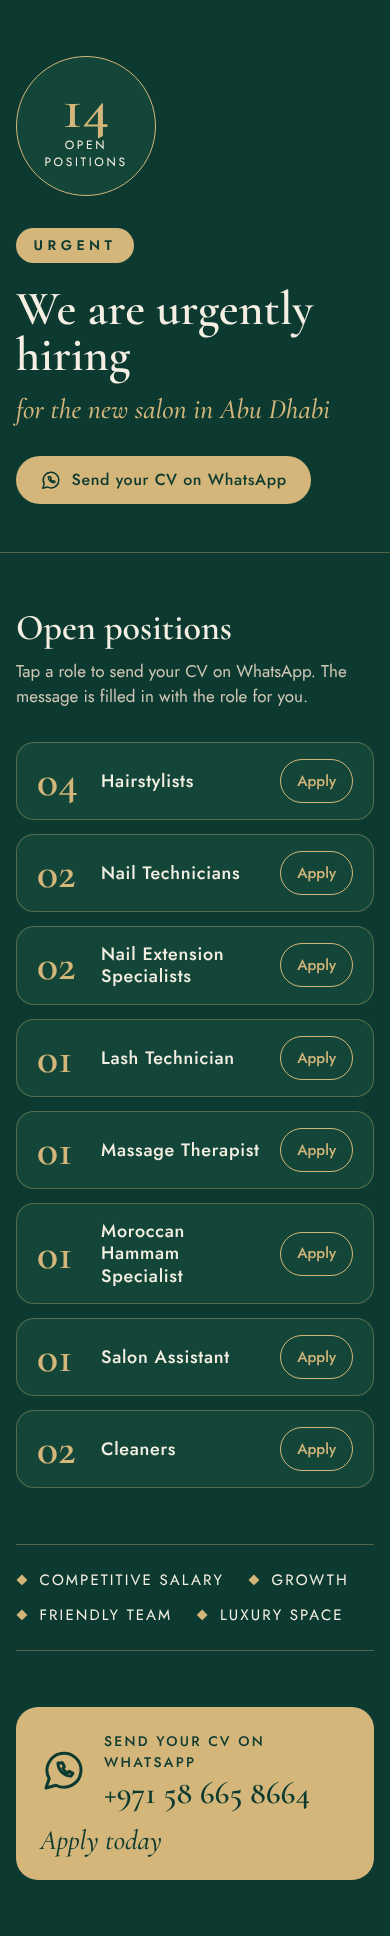 14
OPEN
POSITIONS
URGENT
We are urgently
hiring
for the new salon in Abu Dhabi
Send your CV on WhatsApp
Open positions
Tap a role to send your CV on WhatsApp. The
message is filled in with the role for you.
04 Hairstylists Apply
02 Nail Technicians Apply
02 Nail Extension
Specialists Apply
01 Lash Technician Apply
01 Massage Therapist Apply
01 Moroccan
Hammam
Specialist Apply
01 Salon Assistant Apply
02 Cleaners Apply
COMPETITIVE SALARY GROWTH
FRIENDLY TEAM LUXURY SPACE
SEND YOUR CV ON
WHATSAPP
+971 58 665 8664
Apply today